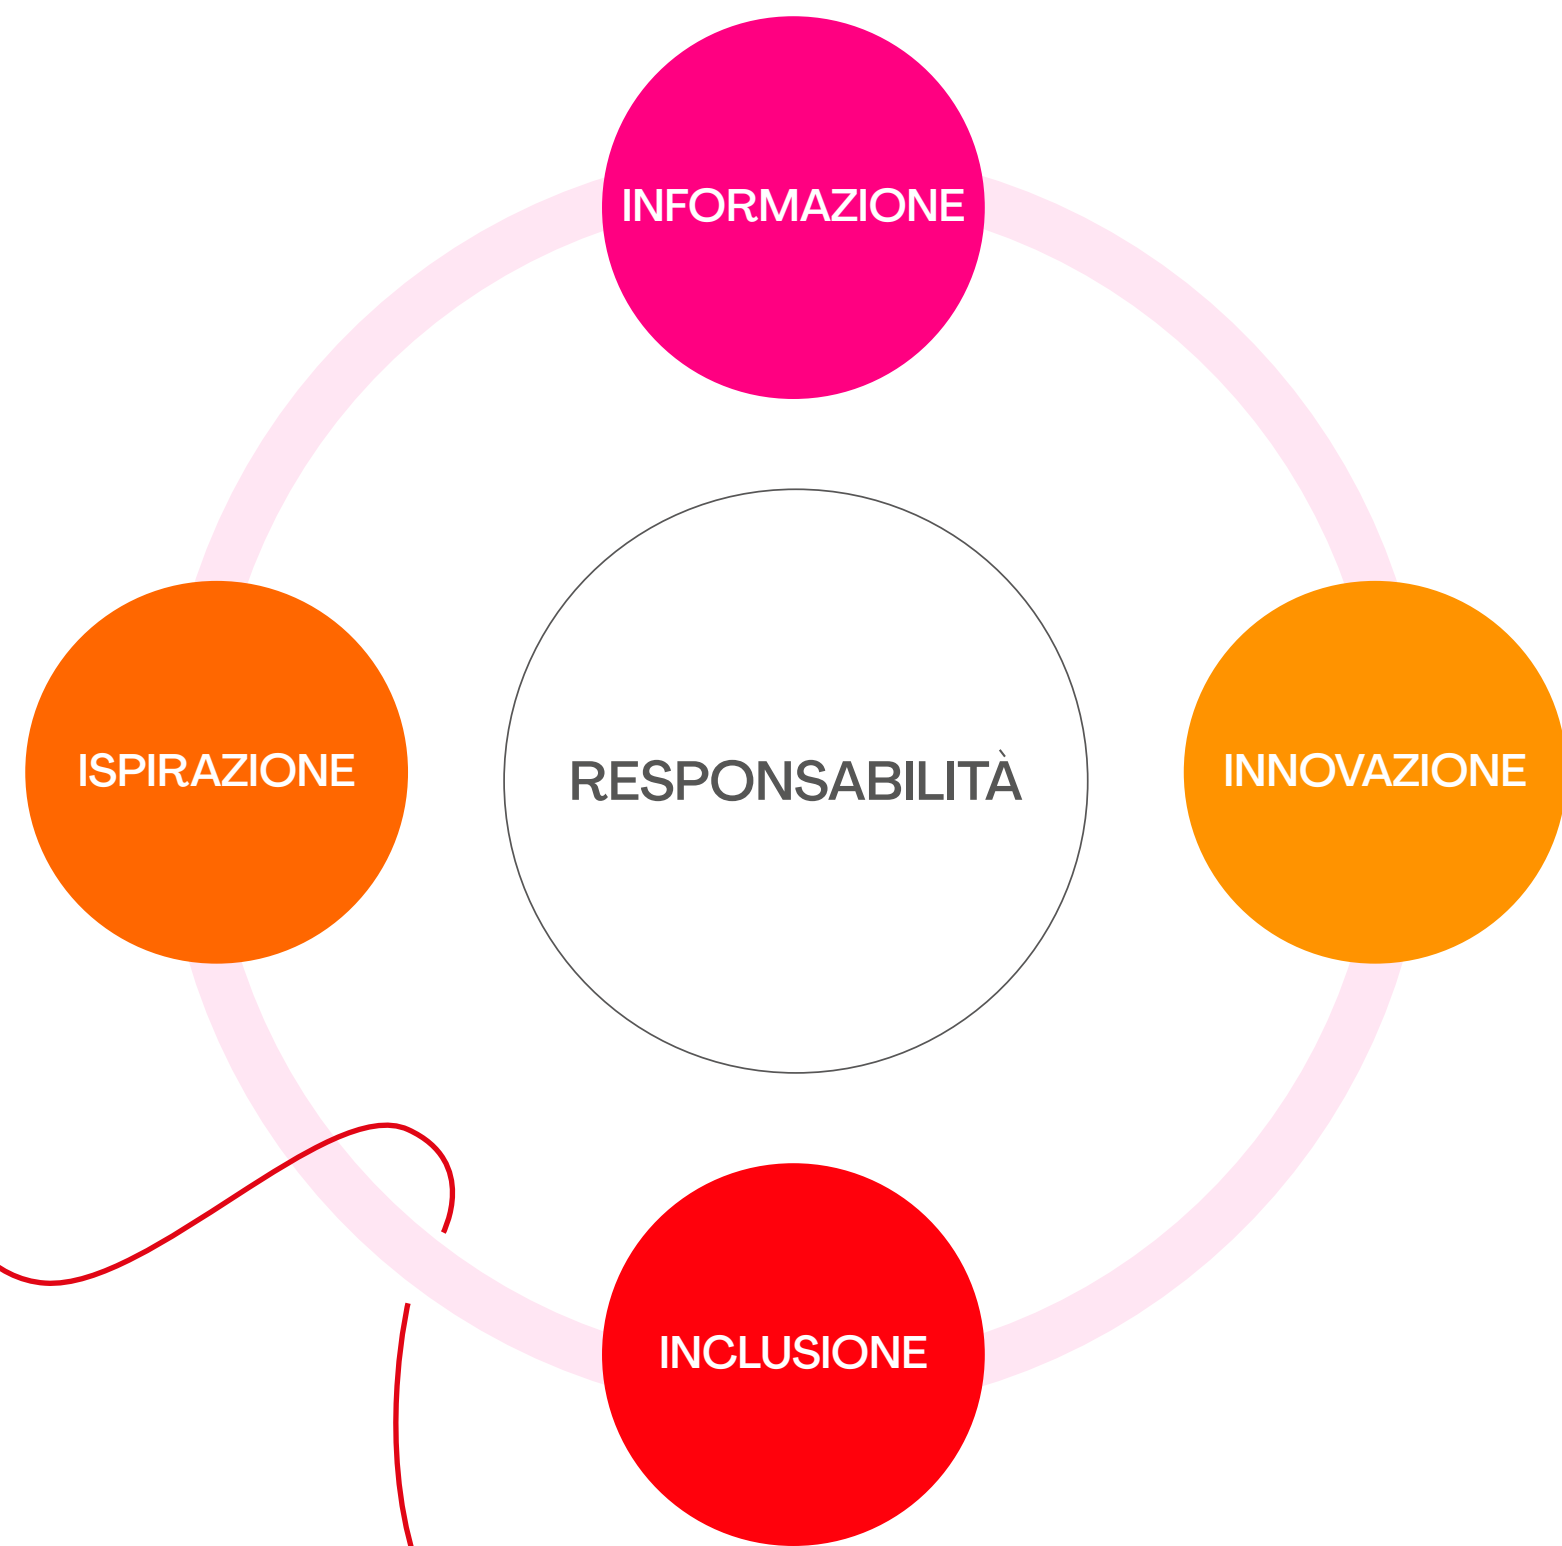 INFORMAZIONE
ISPIRAZIONE
RESPONSABILITÀ
INNOVAZIONE
INCLUSIONE